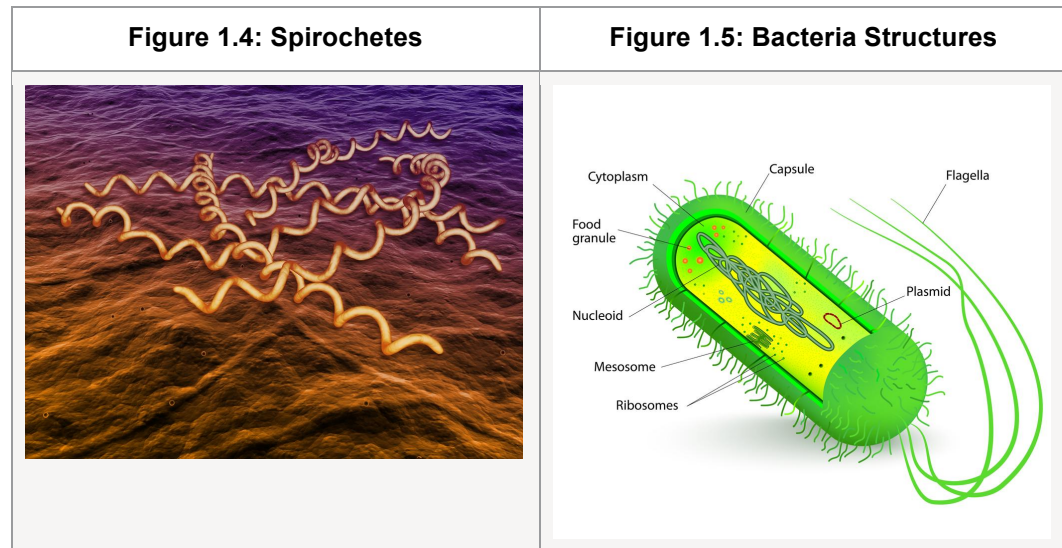 Figure 1.4: Spirochetes
Figure 1.5: Bacteria Structures
Cytoplasm
Capsule
Flagella
Food
granule
Nucleoid
Plasmid
Mesosome
Ribosomes